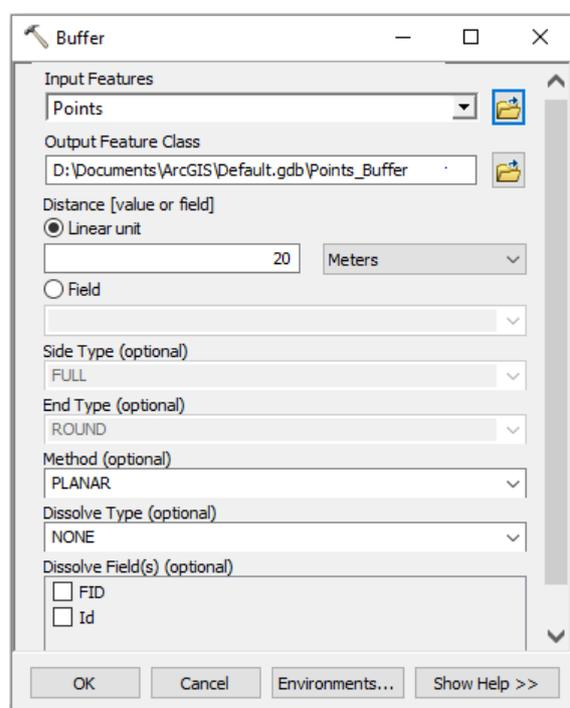 Buffer
Input Features
Points
Output Feature Class
D:\Documents\ArcGIS\Default.gdb\Points_Buffer
Distance [value or field]
Linear unit
20 Meters
Field
Side Type (optional)
FULL
End Type (optional)
ROUND
Method (optional)
PLANAR
Dissolve Type (optional)
NONE
Dissolve Field(s) (optional)
FID
Id
OK Cancel Environments... Show Help >>